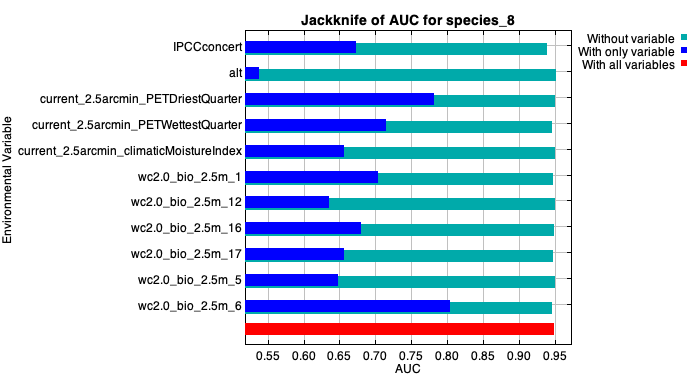 Jackknife of AUC for species_8
Without variable
With only variable
With all variables
Environmental Variable
IPCCconcert
alt
current_2.5arcmin_PETDriestQuarter
current_2.5arcmin_PETWettestQuarter
current_2.5arcmin_climaticMoistureIndex
wc2.0_bio_2.5m_1
wc2.0_bio_2.5m_12
wc2.0_bio_2.5m_16
wc2.0_bio_2.5m_17
wc2.0_bio_2.5m_5
wc2.0_bio_2.5m_6
0.55 0.60 0.65 0.70 0.75 0.80 0.85 0.90 0.95
AUC